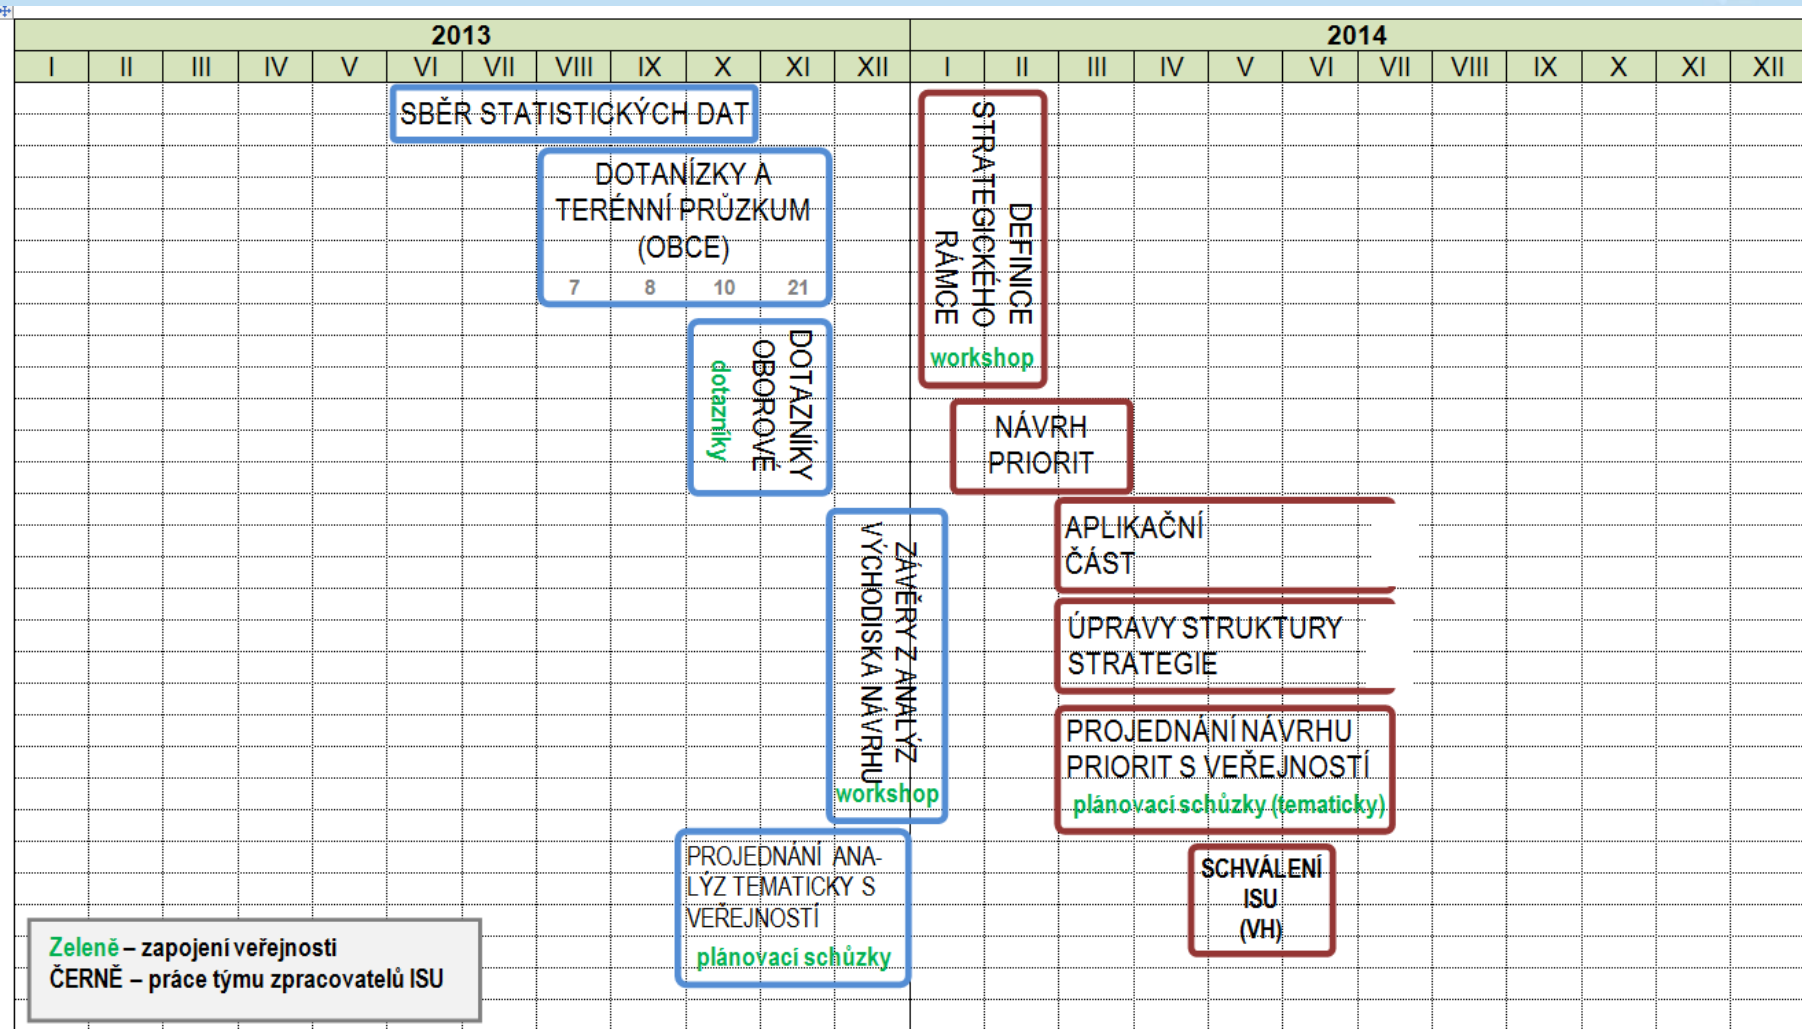 2013
2014
I II III IV V VI VII VIII IX X XI XII I II III IV V VI VII VIII IX X XI XII
SBĚR STATISTICKÝCH DAT
DOTANÍZKY A
TERÉNNÍ PRŮZKUM
(OBCE)
7 8 10 21
DOTAZNÍKY
OBOROVÉ
dotazníky
ZÁVĚRY Z ANALÝZ
VÝCHODISKA NÁVRHU
workshop
PROJEDNÁNÍ ANA-
LÝZ TEMATICKY S
VEŘEJNOSTÍ
plánovací schůzky
DEFINICE
STRATEGICKÉHO
RÁMCE
workshop
NÁVRH
PRIORIT
APLIKAČNÍ
ČÁST
ÚPRAVY STRUKTURY
STRATEGIE
PROJEDNÁNÍ NÁVRHU
PRIORIT S VEŘEJNOSTÍ
plánovací schůzky (tematicky)
SCHVÁLENÍ
ISU
(VH)
Zeleně – zapojení veřejnosti
ČERNĚ – práce týmu zpracovatelů ISU